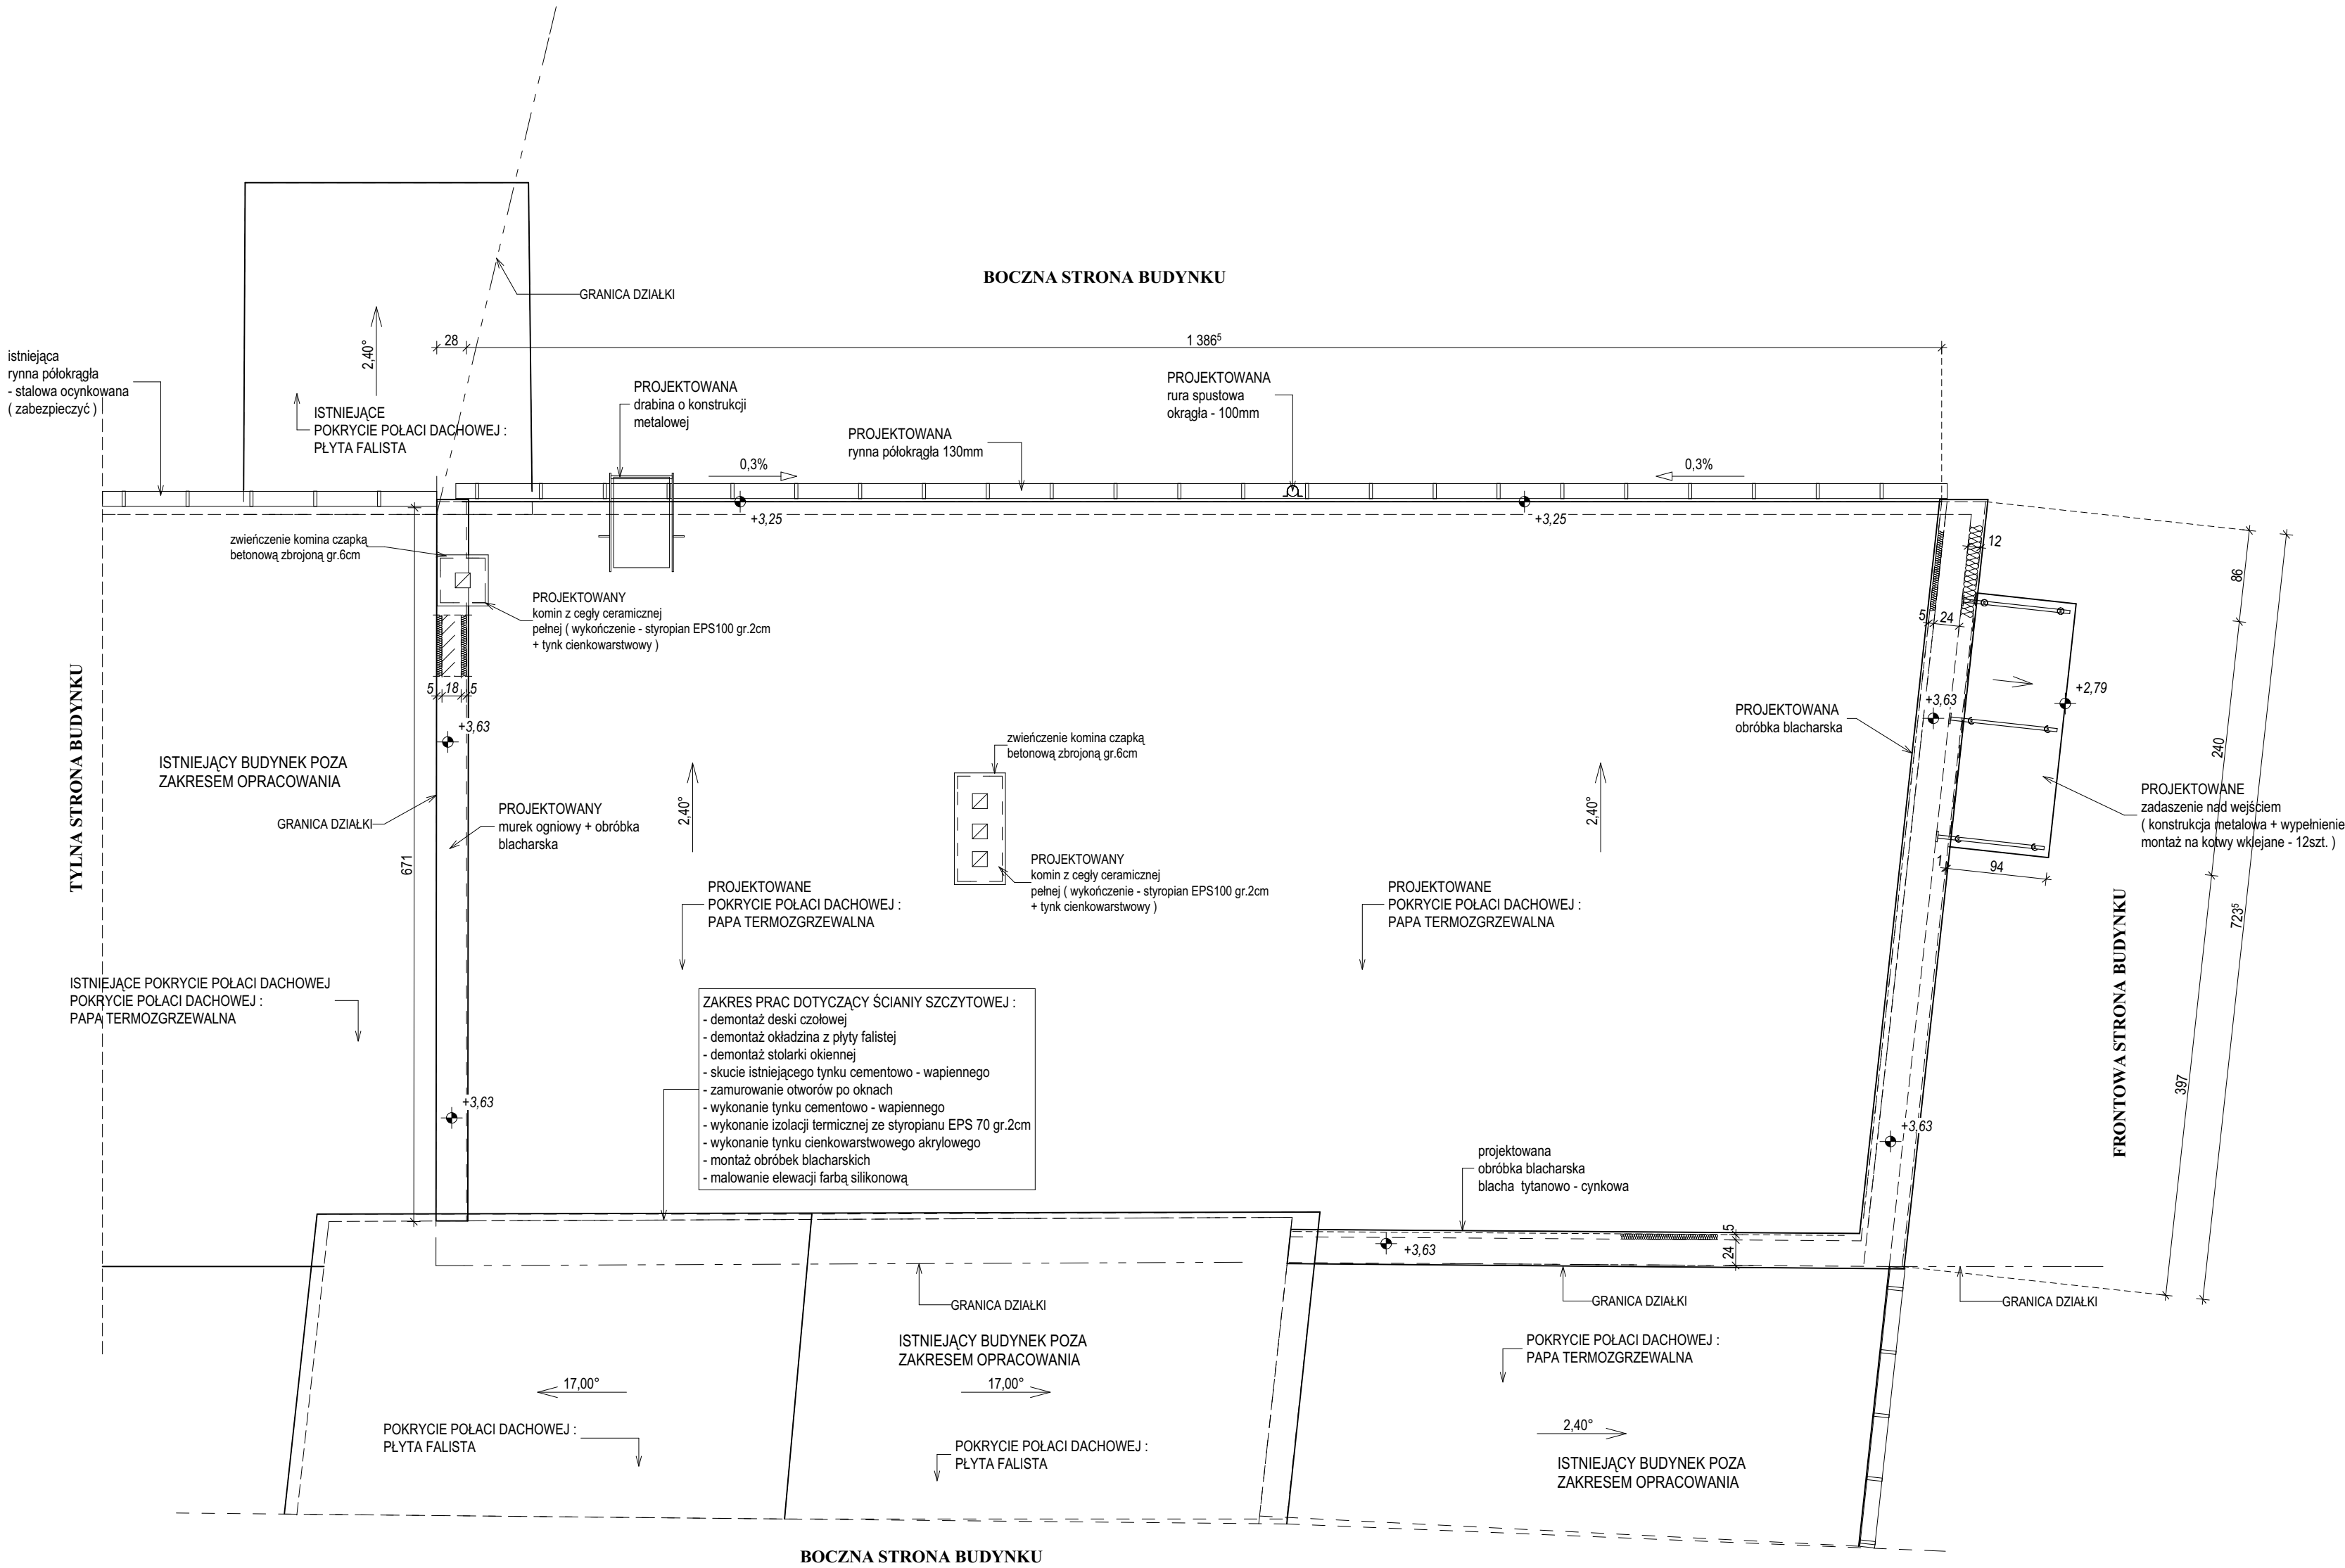 BOCZNA STRONA BUDYNKU
GRANICA DZIAŁKI
28
1 386⁵
2,40°
istniejąca
rynna półokrągła
- stalowa ocynkowana
( zabezpieczyć )
ISTNIEJĄCE
POKRYCIE POŁACI DACHOWEJ :
PŁYTA FALISTA
PROJEKTOWANA
drabina o konstrukcji
metalowej
PROJEKTOWANA
rynna półokrągła 130mm
PROJEKTOWANA
rura spustowa
okrągła - 100mm
0,3%
0,3%
+3,25
+3,25
zwieńczenie komina czapką
betonową zbrojoną gr.6cm
12
86
PROJEKTOWANY
komin z cegły ceramicznej
pełnej ( wykończenie - styropian EPS100 gr.2cm
+ tynk cienkowarstwowy )
5
24
5
18
5
+3,63
TYLNA STRONA BUDYNKU
ISTNIEJĄCY BUDYNEK POZA
ZAKRESEM OPRACOWANIA
GRANICA DZIAŁKI
671
PROJEKTOWANY
murek ogniowy + obróbka
blacharska
2,40°
zwieńczenie komina czapką
betonową zbrojoną gr.6cm
PROJEKTOWANY
komin z cegły ceramicznej
pełnej ( wykończenie - styropian EPS100 gr.2cm
+ tynk cienkowarstwowy )
2,40°
PROJEKTOWANA
obróbka blacharska
+3,63
+2,79
240
PROJEKTOWANE
zadaszenie nad wejściem
( konstrukcja metalowa + wypełnienie
montaż na kotwy wklejane - 12szt. )
1
94
723⁵
FRONTOWA STRONA BUDYNKU
397
PROJEKTOWANE
POKRYCIE POŁACI DACHOWEJ :
PAPA TERMOZGRZEWALNA
PROJEKTOWANE
POKRYCIE POŁACI DACHOWEJ :
PAPA TERMOZGRZEWALNA
ISTNIEJĄCE POKRYCIE POŁACI DACHOWEJ
POKRYCIE POŁACI DACHOWEJ :
PAPA TERMOZGRZEWALNA
+3,63
ZAKRES PRAC DOTYCZĄCY ŚCIANIY SZCZYTOWEJ :
- demontaż deski czołowej
- demontaż okładzina z płyty falistej
- demontaż stolarki okiennej
- skucie istniejącego tynku cementowo - wapiennego
- zamurowanie otworów po oknach
- wykonanie tynku cementowo - wapiennego
- wykonanie izolacji termicznej ze styropianu EPS 70 gr.2cm
- wykonanie tynku cienkowarstwowego akrylowego
- montaż obróbek blacharskich
- malowanie elewacji farbą silikonową
+3,63
projektowana
obróbka blacharska
blacha tytanowo - cynkowa
+3,63
5
24
GRANICA DZIAŁKI
GRANICA DZIAŁKI
GRANICA DZIAŁKI
ISTNIEJĄCY BUDYNEK POZA
ZAKRESEM OPRACOWANIA
POKRYCIE POŁACI DACHOWEJ :
PAPA TERMOZGRZEWALNA
17,00°
17,00°
2,40°
POKRYCIE POŁACI DACHOWEJ :
PŁYTA FALISTA
POKRYCIE POŁACI DACHOWEJ :
PŁYTA FALISTA
ISTNIEJĄCY BUDYNEK POZA
ZAKRESEM OPRACOWANIA
BOCZNA STRONA BUDYNKU